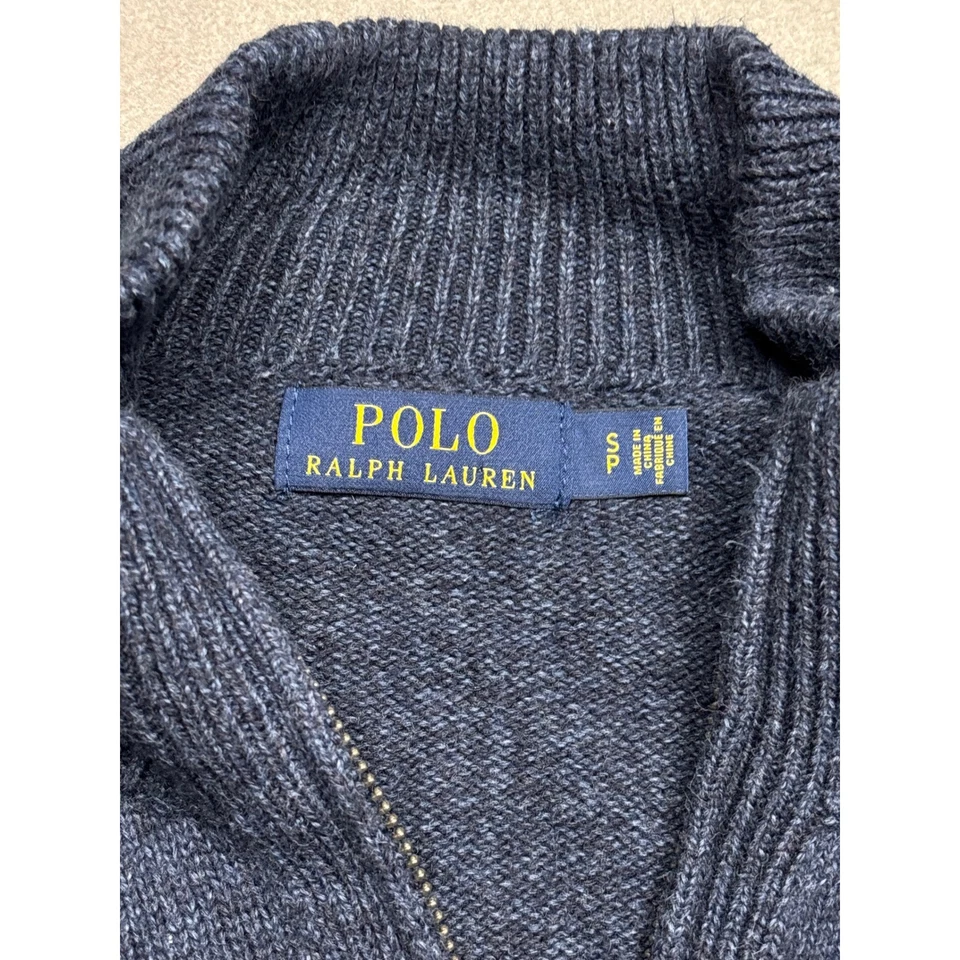 POLO
RALPH LAUREN
S
P
MADE IN
CHINA
FABRIQUÉ EN
CHINE